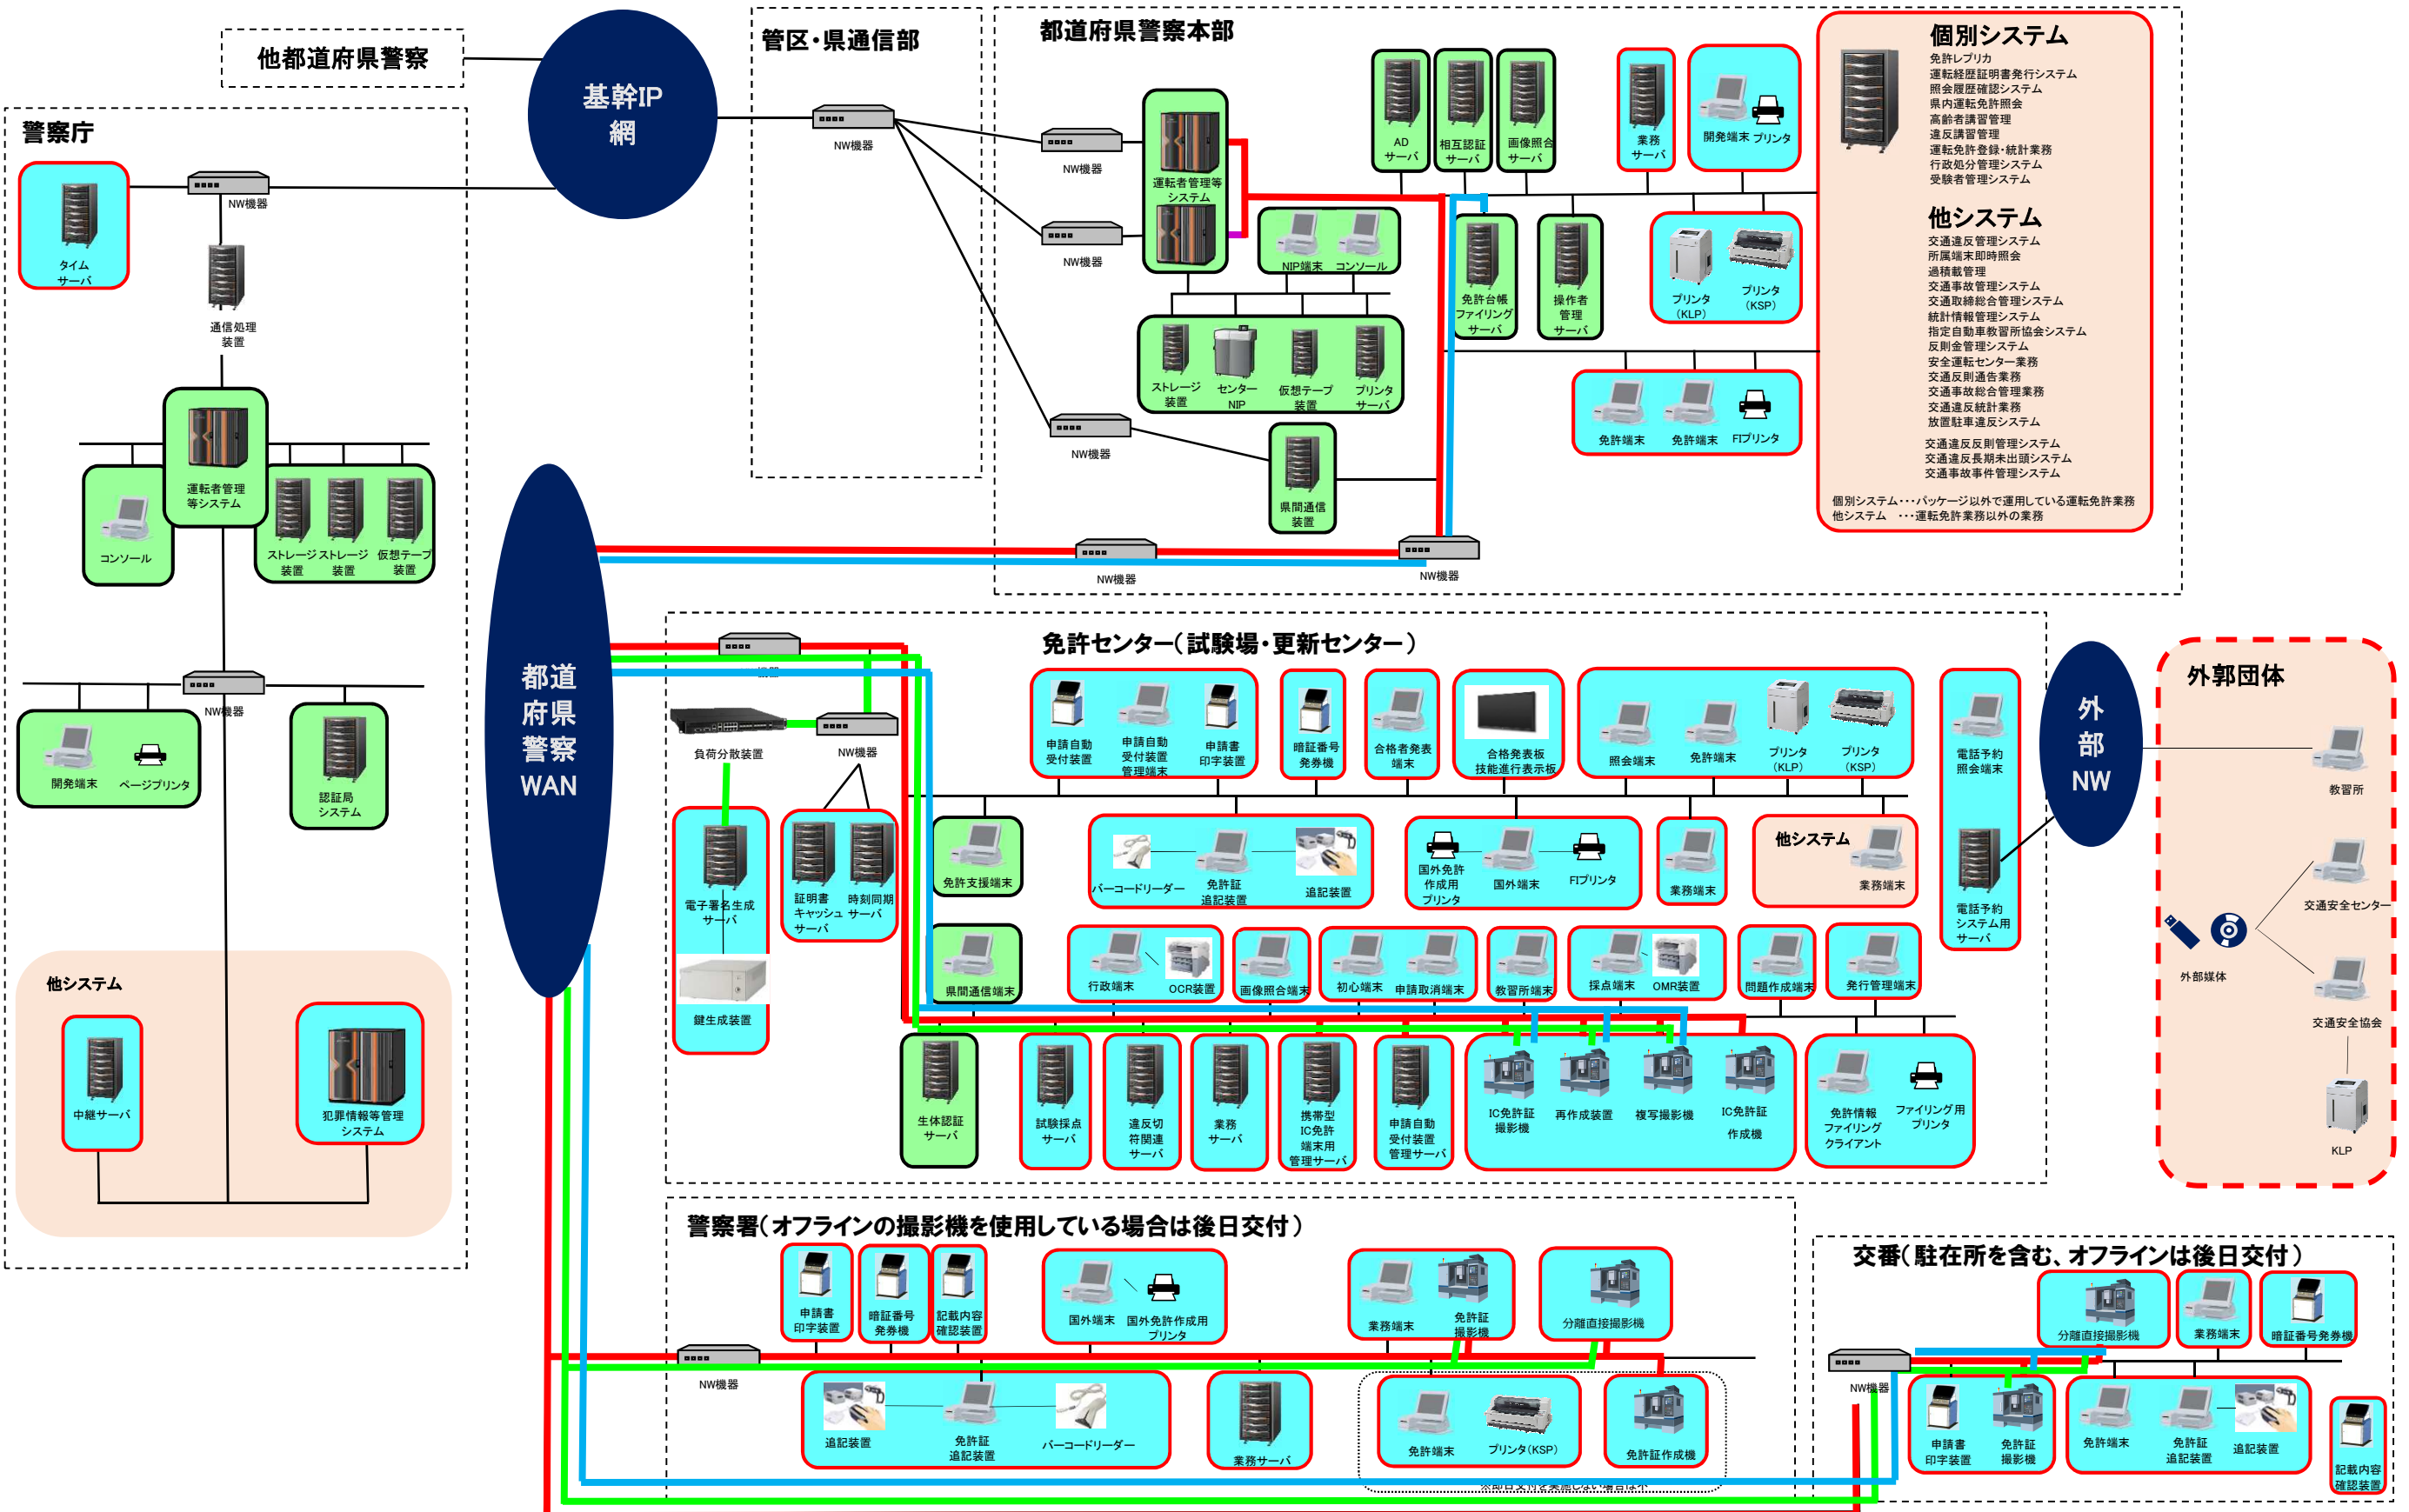 他都道府県警察
基幹IP
網
管区・県通信部
NW機器
都道府県警察本部
NW機器
NW機器
NW機器
運転者管理等
システム
NIP端末
コンソール
ストレージ
装置
センター
NIP
仮想テープ
装置
プリンタ
サーバ
県間通信
装置
AD
サーバ
相互認証
サーバ
画像照合
サーバ
業務
サーバ
開発端末
プリンタ
免許台帳
ファイリング
サーバ
操作者
管理
サーバ
プリンタ
(KLP)
プリンタ
(KSP)
免許端末
免許端末
FIプリンタ
NW機器
NW機器
個別システム
免許レプリカ
運転経歴証明書発行システム
照会履歴確認システム
県内運転免許照会
高齢者講習管理
違反講習管理
運転免許登録・統計業務
行政処分管理システム
受験者管理システム
他システム
交通違反管理システム
所属端末即時照会
過積載管理
交通事故管理システム
交通取締総合管理システム
統計情報管理システム
指定自動車教習所協会システム
反則金管理システム
安全運転センター業務
交通反則通告業務
交通事故総合管理業務
交通違反統計業務
放置駐車違反システム
交通違反反則管理システム
交通違反長期未出頭システム
交通事故事件管理システム
個別システム・・・パッケージ以外で運用している運転免許業務
他システム ・・・運転免許業務以外の業務
警察庁
タイム
サーバ
NW機器
通信処理
装置
運転者管理
等システム
コンソール
ストレージ
装置
ストレージ
装置
仮想テープ
装置
NW機器
開発端末
ページプリンタ
認証局
システム
他システム
中継サーバ
犯罪情報等管理
システム
都道
府県
警察
WAN
免許センター(試験場・更新センター)
機器
負荷分散装置
NW機器
電子署名生成
サーバ
鍵生成装置
証明書
キャッシュ
サーバ
時刻同期
サーバ
申請自動
受付装置
申請自動
受付装置
管理端末
申請書
印字装置
暗証番号
発券機
合格者発表
端末
合格発表板
技能進行表示板
照会端末
免許端末
プリンタ
(KLP)
プリンタ
(KSP)
電話予約
照会端末
電話予約
システム用
サーバ
免許支援端末
バーコードリーダー
免許証
追記装置
追記装置
国外免許
作成用
プリンタ
国外端末
FIプリンタ
業務端末
他システム
業務端末
県間通信端末
行政端末
OCR装置
画像照合端末
初心端末
申請取消端末
教習所端末
採点端末
OMR装置
問題作成端末
発行管理端末
生体認証
サーバ
試験採点
サーバ
違反切
符関連
サーバ
業務
サーバ
携帯型
IC免許
端末用
管理サーバ
申請自動
受付装置
管理サーバ
IC免許証
撮影機
再作成装置
複写撮影機
IC免許証
作成機
免許情報
ファイリング
クライアント
ファイリング用
プリンタ
外
部
NW
外郭団体
教習所
交通安全センター
外部媒体
交通安全協会
KLP
警察署(オフラインの撮影機を使用している場合は後日交付)
申請書
印字装置
暗証番号
発券機
記載内容
確認装置
国外端末
国外免許作成用
プリンタ
業務端末
免許証
撮影機
分離直接撮影機
NW機器
追記装置
免許証
追記装置
バーコードリーダー
業務サーバ
免許端末
プリンタ(KSP)
免許証作成機
※即日交付を実施しない場合は不
交番(駐在所を含む、オフラインは後日交付)
分離直接撮影機
業務端末
暗証番号発券機
NW機器
申請書
印字装置
免許証
撮影機
免許端末
免許証
追記装置
追記装置
記載内容
確認装置